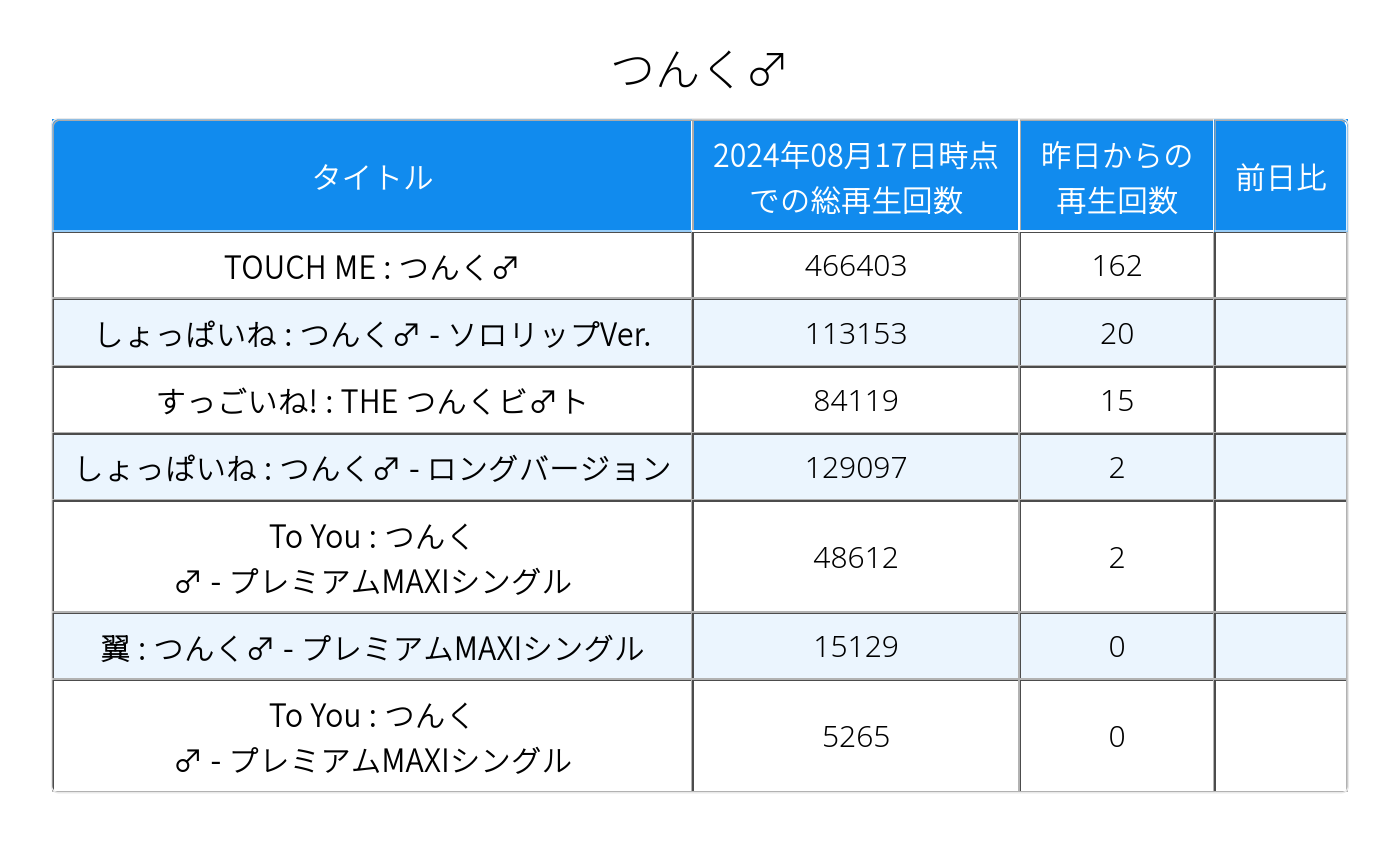 つんく♂
タイトル
2024年08月17日時点
での総再生回数
昨日からの
再生回数
前日比
TOUCH ME : つんく♂
466403
162
しょっぱいね : つんく♂ - ソロリップVer.
113153
20
すっごいね! : THE つんくビ♂ト
84119
15
しょっぱいね : つんく♂ - ロングバージョン
129097
2
To You : つんく
♂ - プレミアムMAXIシングル
48612
2
翼 : つんく♂ - プレミアムMAXIシングル
15129
0
To You : つんく
♂ - プレミアムMAXIシングル
5265
0